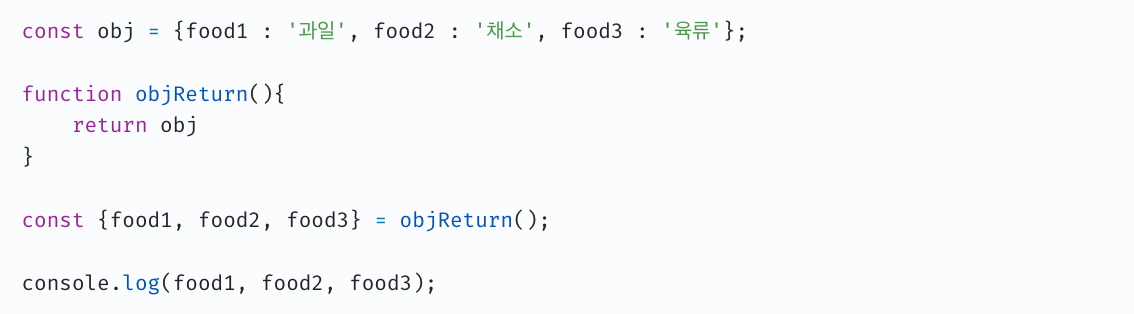 const obj = {food1 : '과일', food2 : '채소', food3 : '육류'};
function objReturn(){
    return obj
}
const {food1, food2, food3} = objReturn();
console.log(food1, food2, food3);